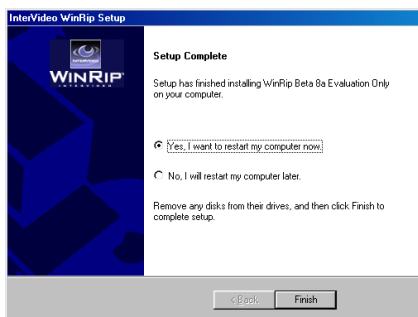 InterVideo WinRip Setup
INTERVIDEO
WINRIP
INTERVIDEO
Setup Complete
Setup has finished installing WinRip Beta 8a Evaluation Only
on your computer.
Yes, I want to restart my computer now.
No, I will restart my computer later.
Remove any disks from their drives, and then click Finish to
complete setup.
< Back
Finish